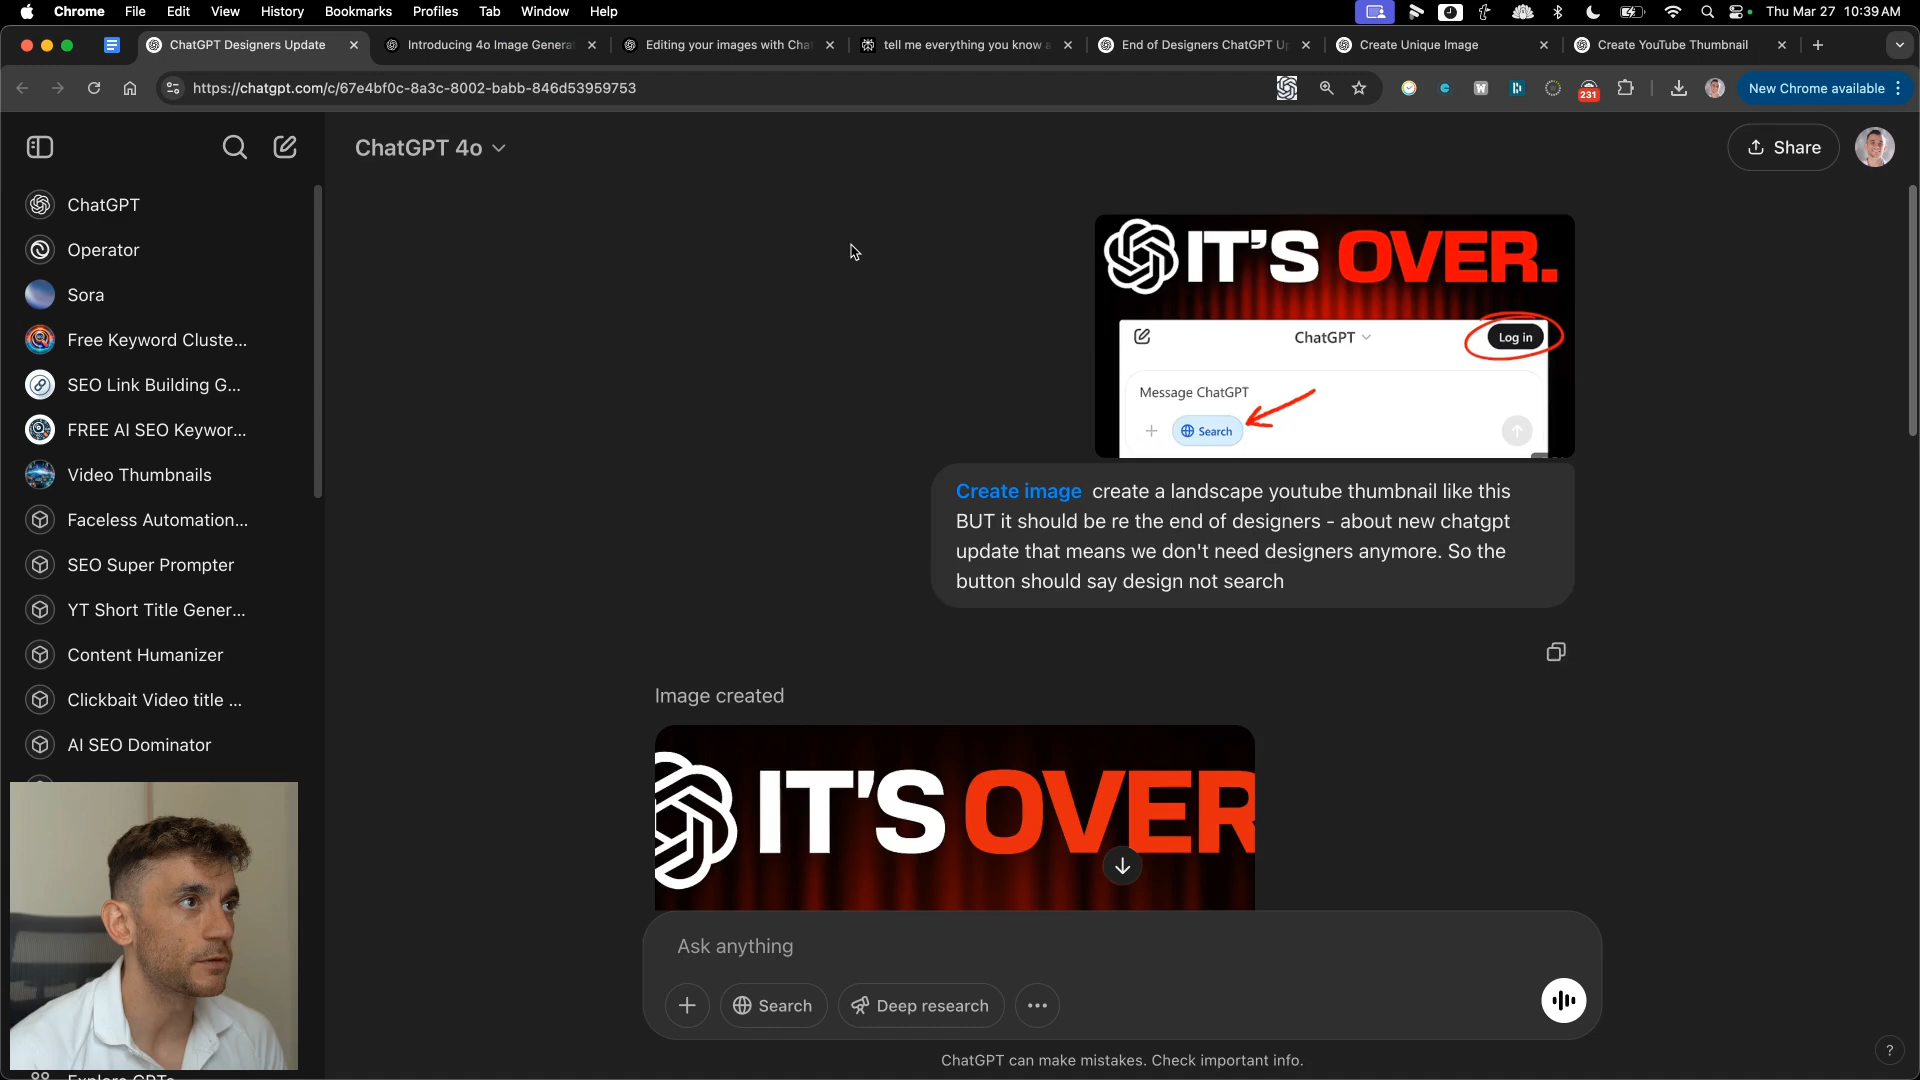 Chrome File Edit View History Bookmarks Profiles Tab Window Help Thu Mar 27 10:39 AM
ChatGPT Designers Update Introducing 4o Image Genera Editing your images with Cha tell me everything you know a End of Designers ChatGPT Up Create Unique Image Create YouTube Thumbnail
https://chatgpt.com/c/67e4bf0c-8a3c-8002-babb-846d53959753 231 New Chrome available
ChatGPT 4o
Share
ChatGPT
Operator
Sora
Free Keyword Cluste...
SEO Link Building G...
FREE AI SEO Keywor...
Video Thumbnails
Faceless Automation...
SEO Super Prompter
YT Short Title Gener...
Content Humanizer
Clickbait Video title ...
AI SEO Dominator
IT'S OVER.
ChatGPT
Log in
Message ChatGPT
Search
Create image create a landscape youtube thumbnail like this
BUT it should be re the end of designers - about new chatgpt
update that means we don't need designers anymore. So the
button should say design not search
Image created
IT'S OVER
Ask anything
Search Deep research
ChatGPT can make mistakes. Check important info.
?